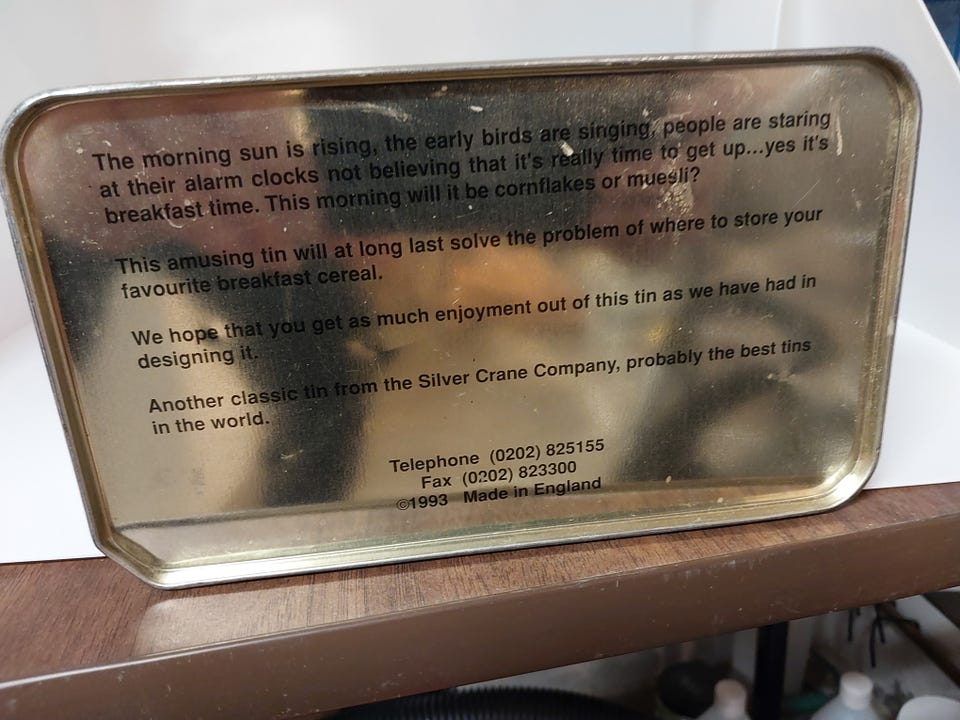 The morning sun is rising, the early birds are singing, people are staring
at their alarm clocks not believing that it's really time to get up...yes it's
breakfast time. This morning will it be cornflakes or muesli?
This amusing tin will at long last solve the problem of where to store your
favourite breakfast cereal.
We hope that you get as much enjoyment out of this tin as we have had in
designing it.
Another classic tin from the Silver Crane Company, probably the best tins
in the world.
Telephone (0202) 825155
Fax (0202) 823300
©1993 Made in England